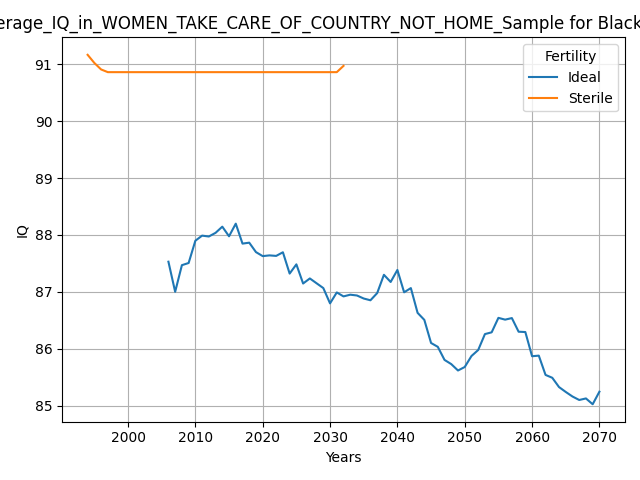 erage_IQ_in_WOMEN_TAKE_CARE_OF_COUNTRY_NOT_HOME_Sample for Black
Fertility
Ideal
Sterile
91
90
89
88
87
86
85
IQ
2000 2010 2020 2030 2040 2050 2060 2070
Years